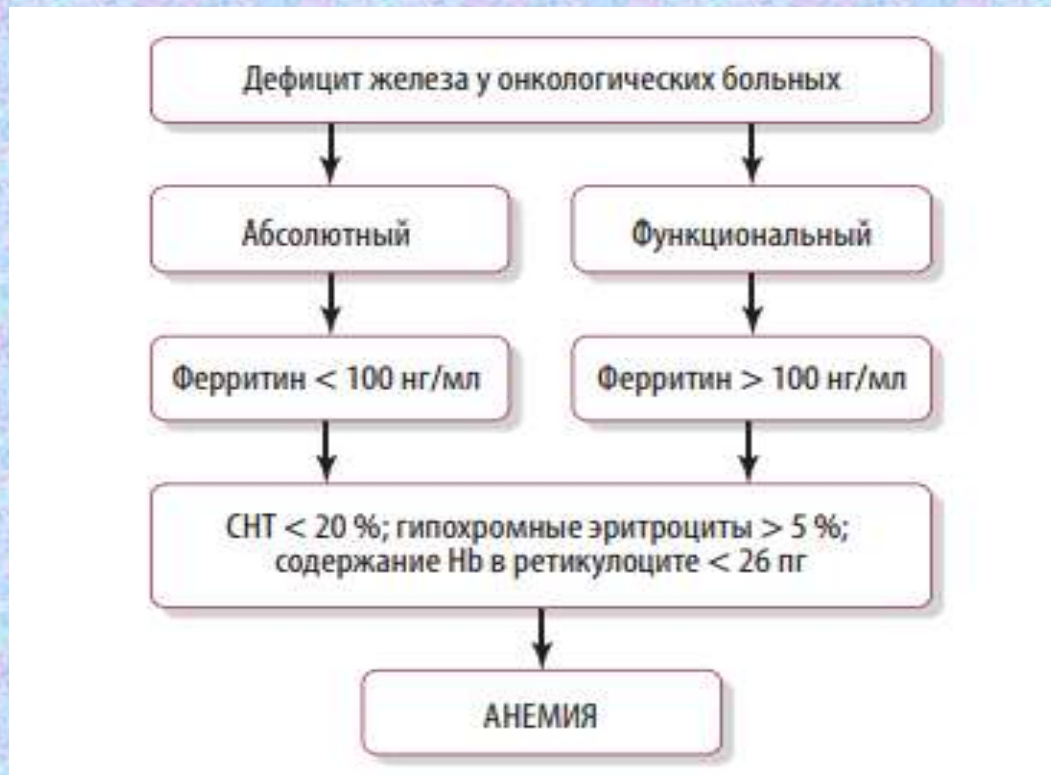 Дефицит железа у онкологических больных
Абсолютный
Функциональный
Ферритин < 100 нг/мл
Ферритин > 100 нг/мл
СНТ < 20 %; гипохромные эритроциты > 5 %;
содержание Hb в ретикулоците < 26 пг
АНЕМИЯ